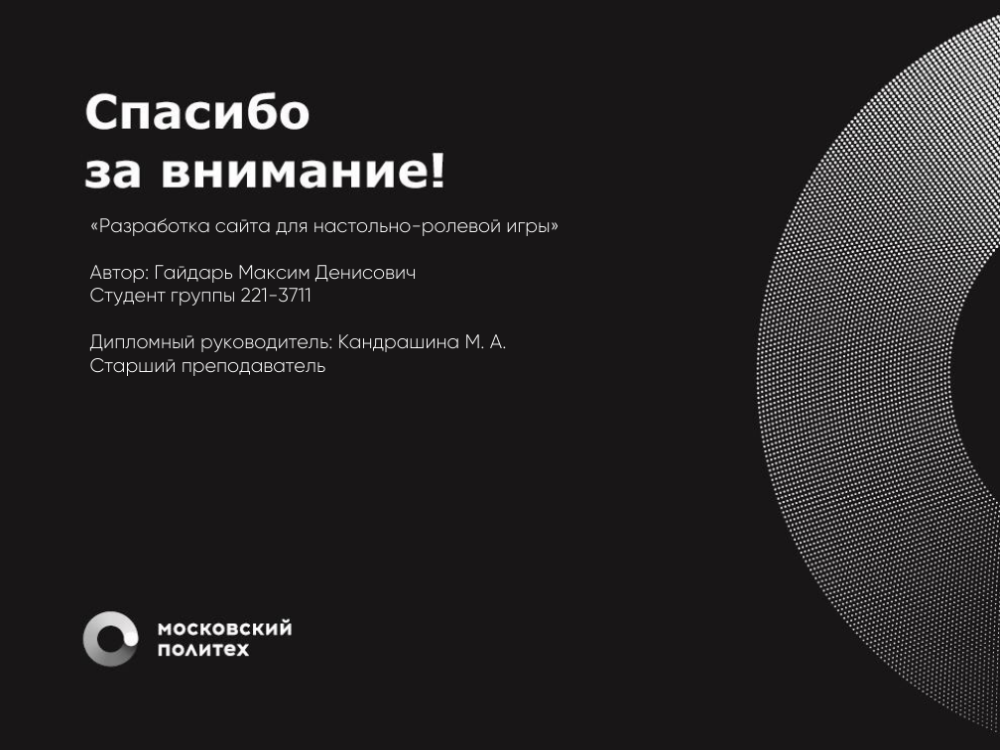 Спасибо
за внимание!
«Разработка сайта для настольно-ролевой игры»
Автор: Гайдарь Максим Денисович
Студент группы 221-3711
Дипломный руководитель: Кандрашина М. А.
Старший преподаватель
московский
политех